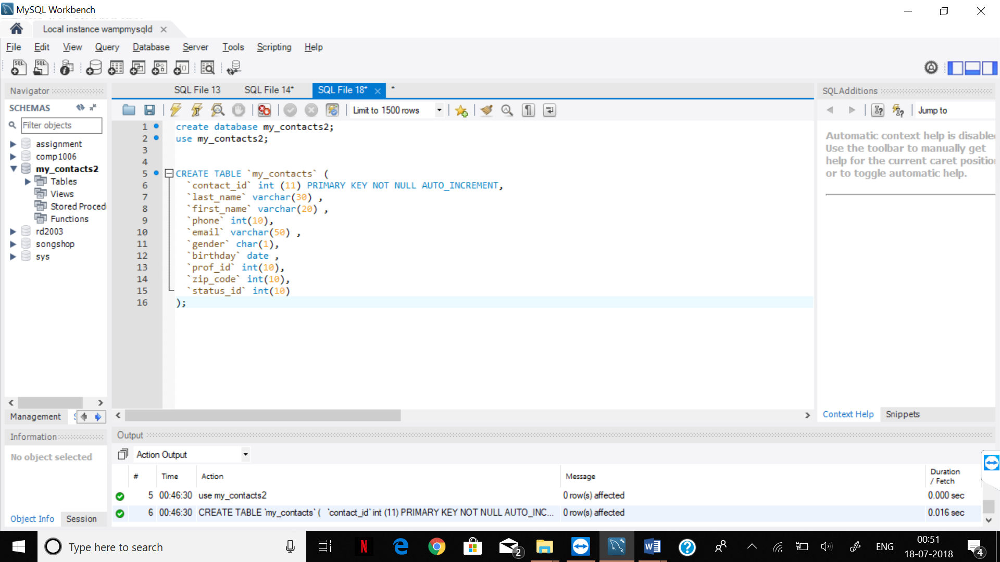 MySQL Workbench
Local instance wampmysqld
File Edit View Query Database Server Tools Scripting Help
Navigator
SCHEMAS
Filter objects
assignment
comp1006
my_contacts2
Tables
Views
Stored Proced
Functions
rd2003
songshop
sys
Management
Information
No object selected
Object Info Session
SQL File 13 SQL File 14* SQL File 18* *
Limit to 1500 rows
1 create database my_contacts2;
2 use my_contacts2;
3
4
5 CREATE TABLE `my_contacts` (
6 `contact_id` int (11) PRIMARY KEY NOT NULL AUTO_INCREMENT,
7 `last_name` varchar(30) ,
8 `first_name` varchar(20) ,
9 `phone` int(10),
10 `email` varchar(50) ,
11 `gender` char(1),
12 `birthday` date ,
13 `prof_id` int(10),
14 `zip_code` int(10),
15 `status_id` int(10)
16 );
SQLAdditions
Jump to
Automatic context help is disable
Use the toolbar to manually get
help for the current caret positio
or to toggle automatic help.
Context Help Snippets
Output
Action Output
# Time Action Message Duration / Fetch
5 00:46:30 use my_contacts2 0 row(s) affected 0.000 sec
6 00:46:30 CREATE TABLE `my_contacts` ( `contact_id` int (11) PRIMARY KEY NOT NULL AUTO_INC... 0 row(s) affected 0.016 sec
Type here to search
2
ENG
00:51
18-07-2018
4